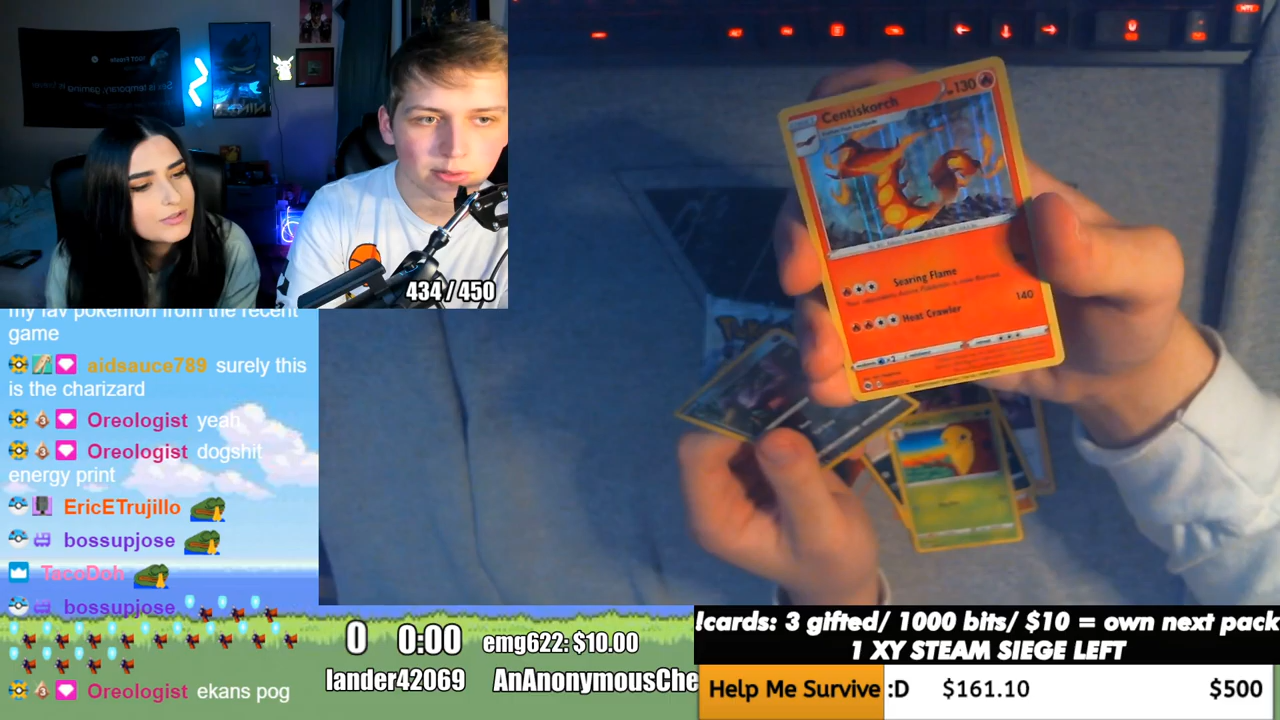 434 / 450
my fav pokemon from the recent
game
aidsauce789 surely this
is the charizard
Oreologist yeah
Oreologist dogshit
energy print
EricETrujillo
bossupjose
TacoDoh
bossupjose
Oreologist ekans pog
Centiskorch
130
Searing Flame
Heat Crawler 140
0 0:00 emg622: $10.00
lander42069 AnAnonymousChe
!cards: 3 gifted/ 1000 bits/ $10 = own next pack
1 XY STEAM SIEGE LEFT
Help Me Survive :D $161.10 $500